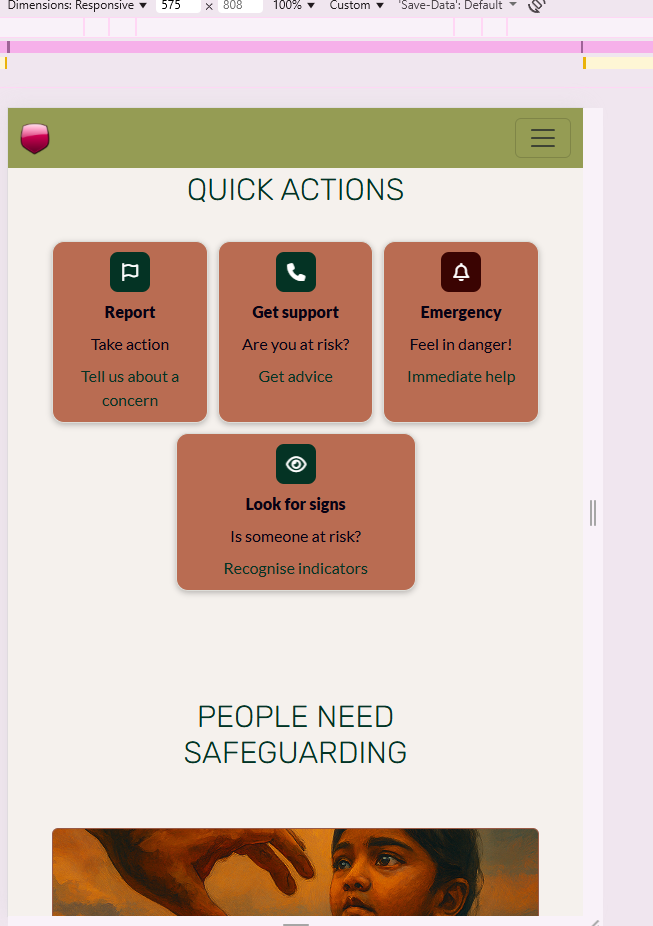 Dimensions: Responsive ▼ 575 × 808 100% ▼ Custom ▼ 'Save-Data': Default ▼
QUICK ACTIONS
Report
Take action
Tell us about a
concern
Get support
Are you at risk?
Get advice
Emergency
Feel in danger!
Immediate help
Look for signs
Is someone at risk?
Recognise indicators
PEOPLE NEED
SAFEGUARDING